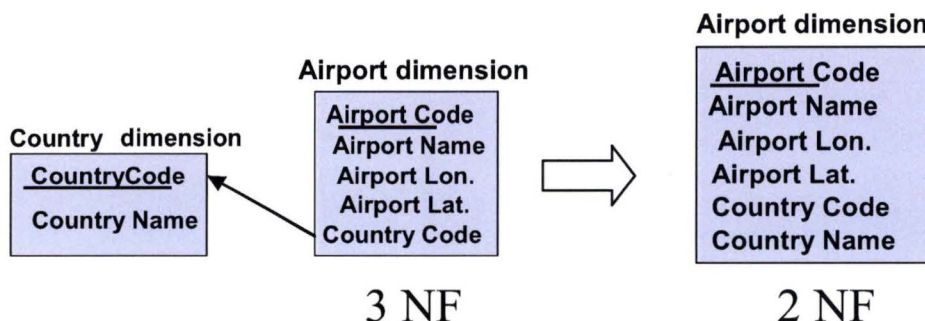 Country dimension
CountryCode
Country Name
Airport dimension
Airport Code
Airport Name
Airport Lon.
Airport Lat.
Country Code
3 NF
Airport dimension
Airport Code
Airport Name
Airport Lon.
Airport Lat.
Country Code
Country Name
2 NF